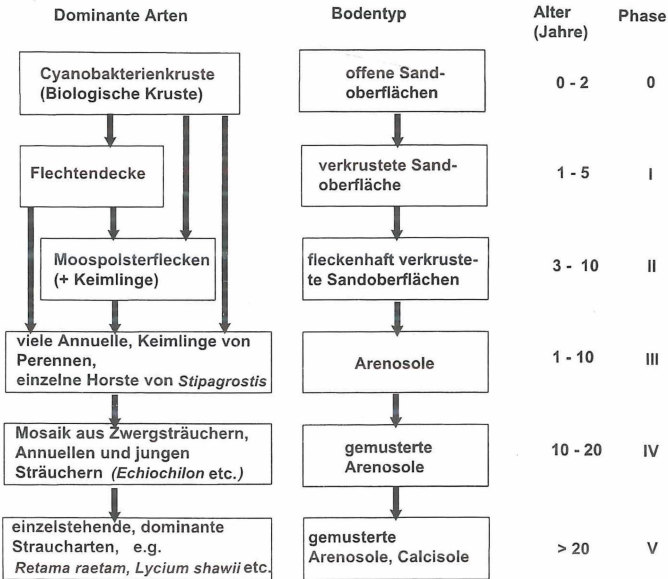 Dominante Arten
Bodentyp
Alter
(Jahre)
Phase
Cyanobakterienkruste
(Biologische Kruste)
offene Sand-
oberflächen
0 - 2
0
Flechtendecke
verkrustete Sand-
oberfläche
1 - 5
I
Moospolsterflecken
(+ Keimlinge)
fleckenhaft verkruste-
te Sandoberflächen
3 - 10
II
viele Annuelle, Keimlinge von
Perennen,
einzelne Horste von Stipagrostis
Arenosole
1 - 10
III
Mosaik aus Zwergsträuchern,
Annuellen und jungen
Sträuchern (Echiochilon etc.)
gemusterte
Arenosole
10 - 20
IV
einzelstehende, dominante
Straucharten, e.g.
Retama raetam, Lycium shawii etc.
gemusterte
Arenosole, Calcisole
> 20
V